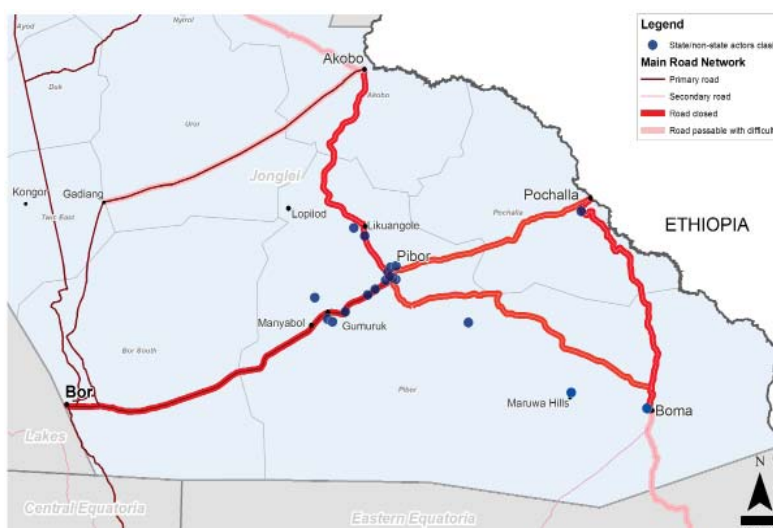 Ayod
Nyirol
Akobo
Duk
Akobo
Uror
Jonglei
Kongor
Gadiang
Lopilod
Twic East
Likuangole
Pochalla
Pochalla
ETHIOPIA
Pibor
Manyabol
Gumuruk
Bor South
Pibor
Bor
Maruwa Hills
Boma
Lakes
Central Equatoria
Eastern Equatoria
N
Legend
State/non-state actors clash
Main Road Network
Primary road
Secondary road
Road closed
Road passable with difficult